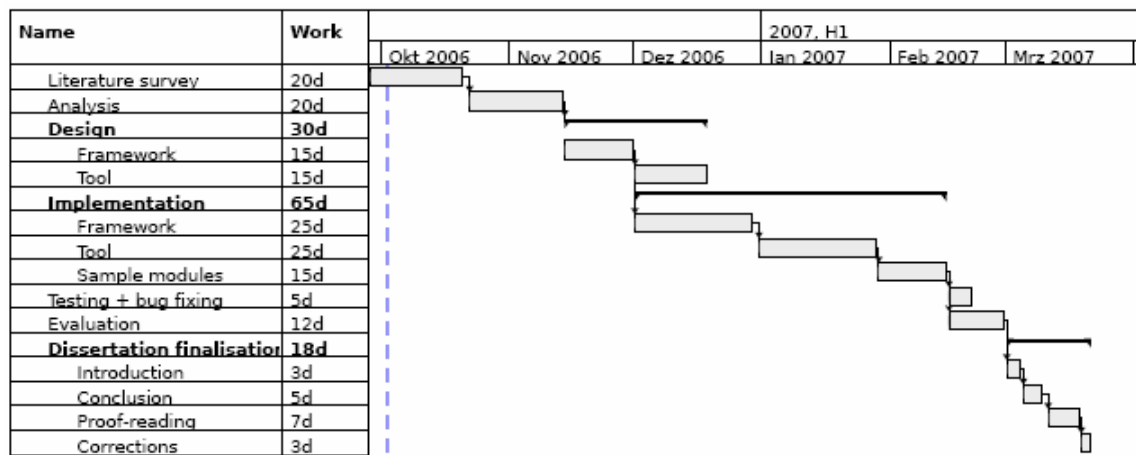 Name Work 2007, H1
Okt 2006 Nov 2006 Dez 2006 Jan 2007 Feb 2007 Mrz 2007
Literature survey 20d
Analysis 20d
Design 30d
Framework 15d
Tool 15d
Implementation 65d
Framework 25d
Tool 25d
Sample modules 15d
Testing + bug fixing 5d
Evaluation 12d
Dissertation finalisation 18d
Introduction 3d
Conclusion 5d
Proof-reading 7d
Corrections 3d